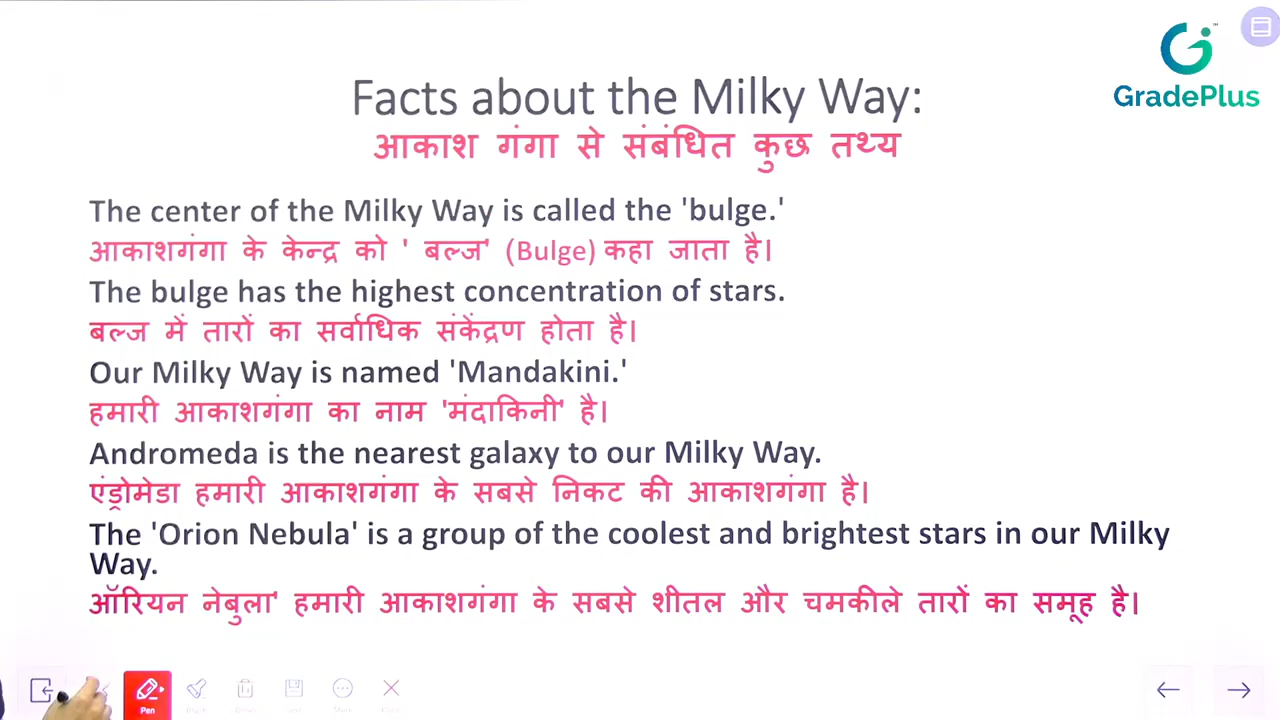 GradePlus
Facts about the Milky Way:
आकाश गंगा से संबंधित कुछ तथ्य
The center of the Milky Way is called the 'bulge.'
आकाशगंगा के केन्द्र को ' बल्ज' (Bulge) कहा जाता है।
The bulge has the highest concentration of stars.
बल्ज में तारों का सर्वाधिक संकेंद्रण होता है।
Our Milky Way is named 'Mandakini.'
हमारी आकाशगंगा का नाम 'मंदाकिनी' है।
Andromeda is the nearest galaxy to our Milky Way.
एंड्रोमेडा हमारी आकाशगंगा के सबसे निकट की आकाशगंगा है।
The 'Orion Nebula' is a group of the coolest and brightest stars in our Milky
Way.
ऑरियन नेबुला' हमारी आकाशगंगा के सबसे शीतल और चमकीले तारों का समूह है।
Pen